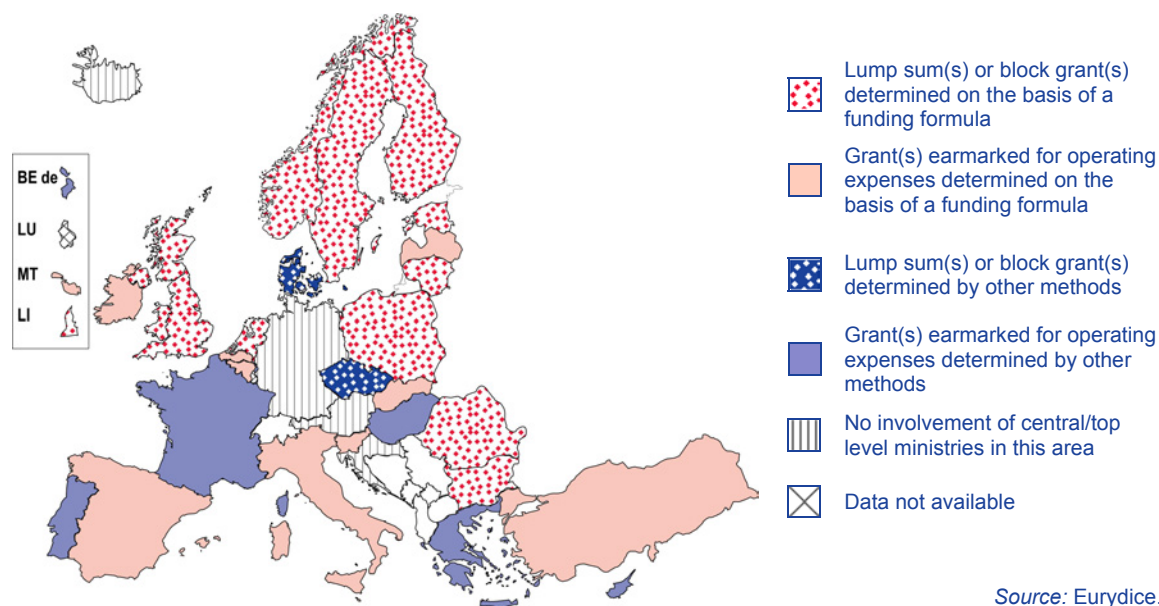 BE de
LU
MT
LI
Lump sum(s) or block grant(s)
determined on the basis of a
funding formula
Grant(s) earmarked for operating
expenses determined on the
basis of a funding formula
Lump sum(s) or block grant(s)
determined by other methods
Grant(s) earmarked for operating
expenses determined by other
methods
No involvement of central/top
level ministries in this area
Data not available
Source: Eurydice.